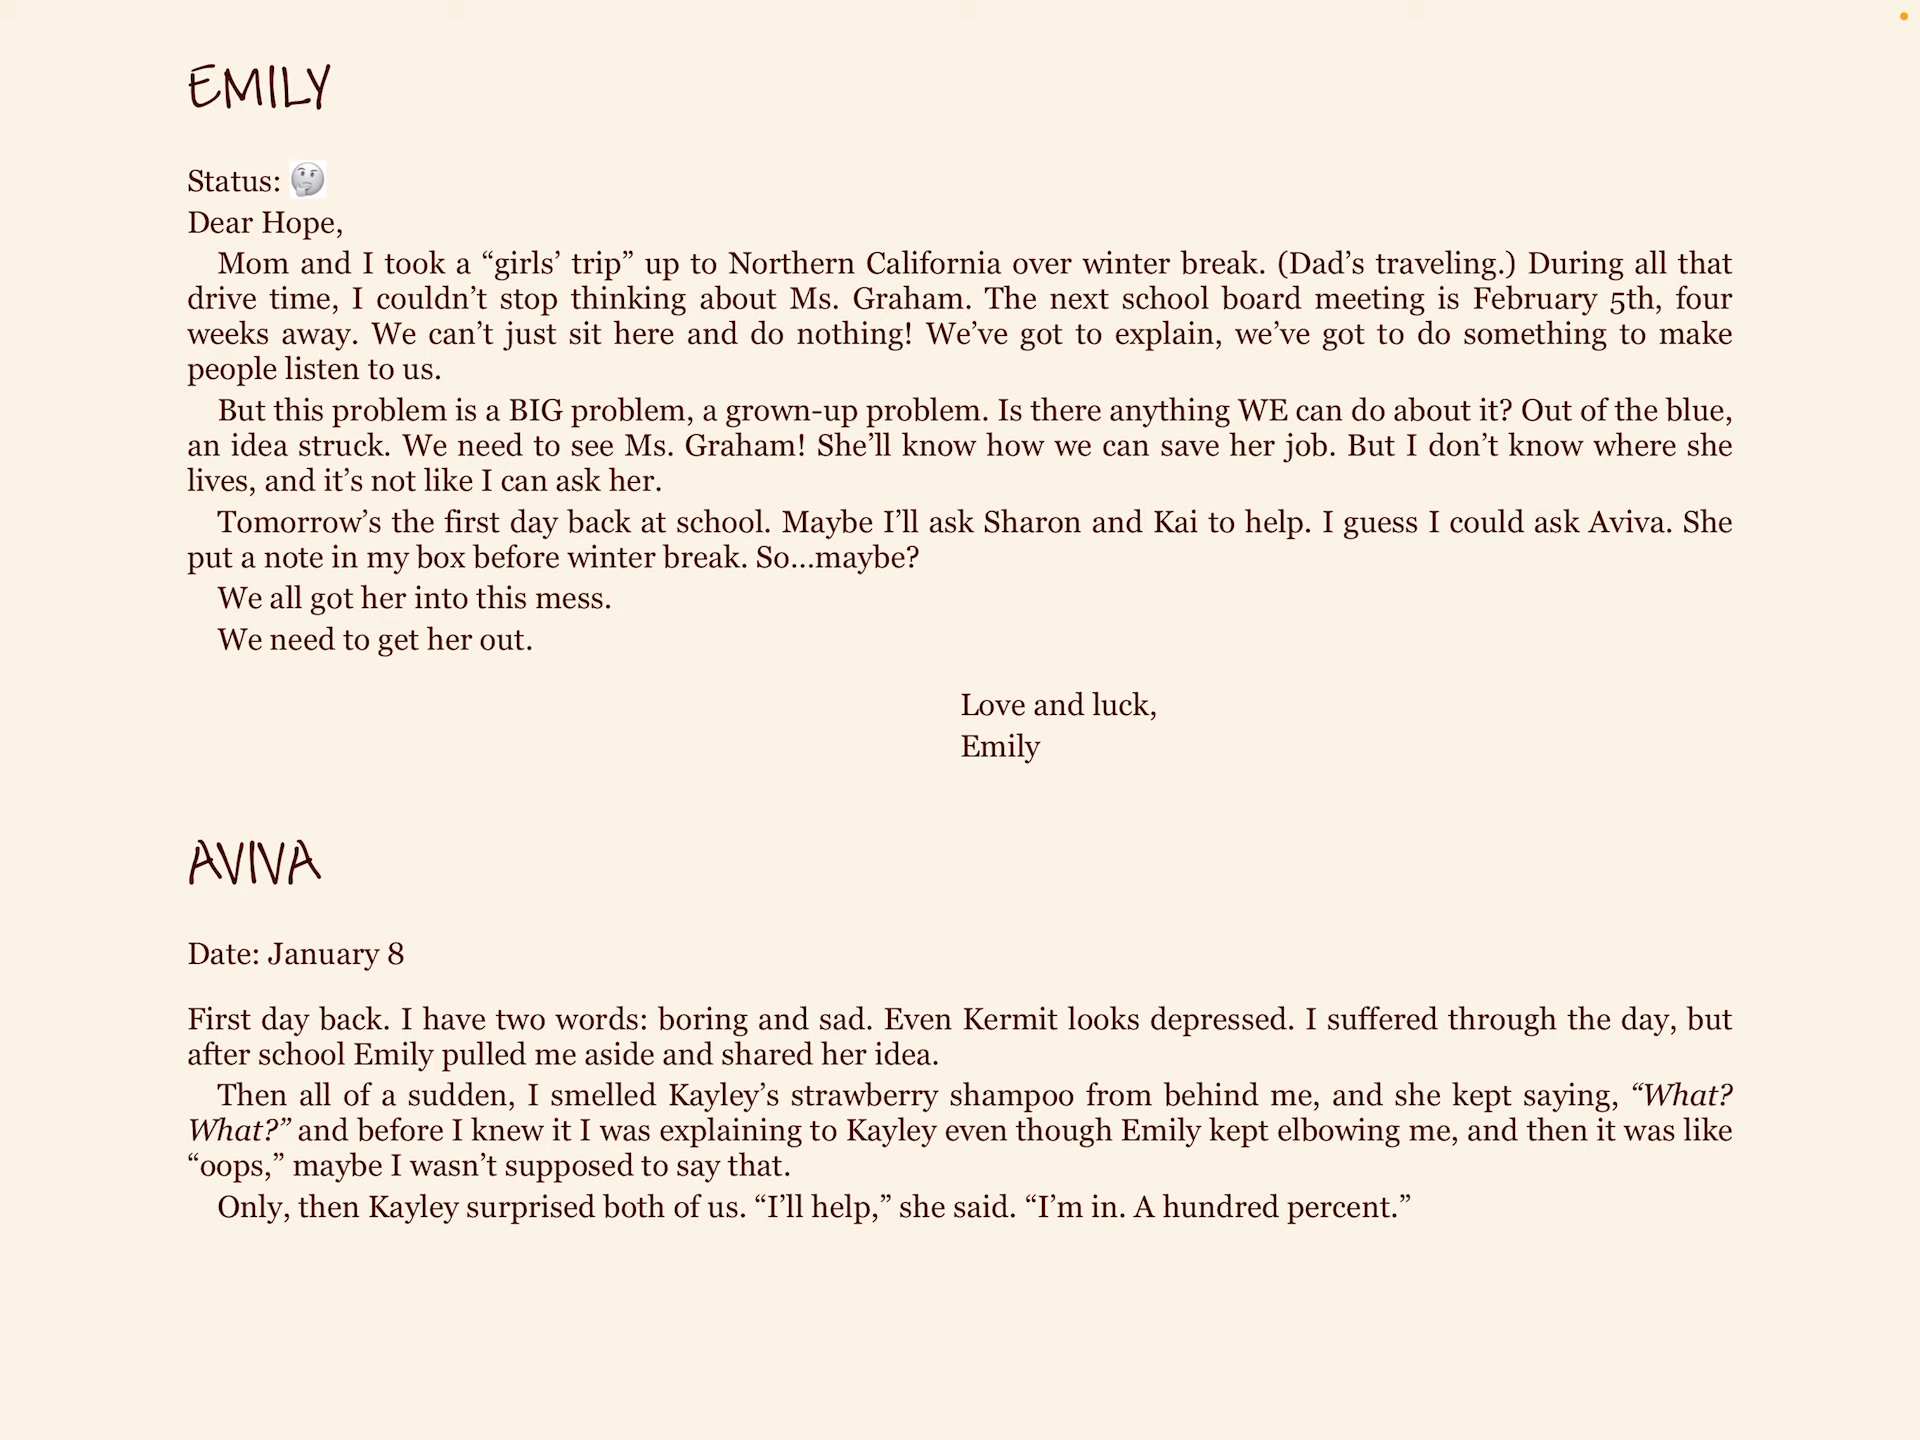 EMILY
Status: 🤔
Dear Hope,
Mom and I took a “girls’ trip” up to Northern California over winter break. (Dad’s traveling.) During all that
drive time, I couldn’t stop thinking about Ms. Graham. The next school board meeting is February 5th, four
weeks away. We can’t just sit here and do nothing! We’ve got to explain, we’ve got to do something to make
people listen to us.
But this problem is a BIG problem, a grown-up problem. Is there anything WE can do about it? Out of the blue,
an idea struck. We need to see Ms. Graham! She’ll know how we can save her job. But I don’t know where she
lives, and it’s not like I can ask her.
Tomorrow’s the first day back at school. Maybe I’ll ask Sharon and Kai to help. I guess I could ask Aviva. She
put a note in my box before winter break. So…maybe?
We all got her into this mess.
We need to get her out.
Love and luck,
Emily
AVIVA
Date: January 8
First day back. I have two words: boring and sad. Even Kermit looks depressed. I suffered through the day, but
after school Emily pulled me aside and shared her idea.
Then all of a sudden, I smelled Kayley’s strawberry shampoo from behind me, and she kept saying, “What?
What?” and before I knew it I was explaining to Kayley even though Emily kept elbowing me, and then it was like
“oops,” maybe I wasn’t supposed to say that.
Only, then Kayley surprised both of us. “I’ll help,” she said. “I’m in. A hundred percent.”